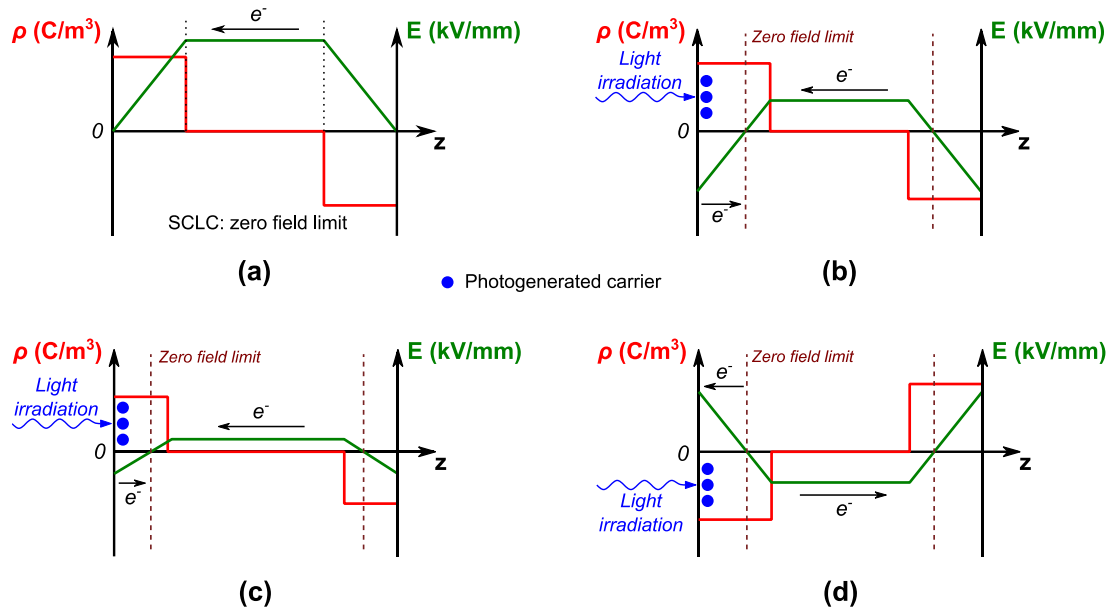 ρ (C/m³)
E (kV/mm)
e⁻
0
z
SCLC: zero field limit
(a)
ρ (C/m³)
Zero field limit
E (kV/mm)
Light
irradiation
e⁻
0
z
e⁻
(b)
Photogenerated carrier
ρ (C/m³)
Zero field limit
E (kV/mm)
Light
irradiation
e⁻
0
z
e⁻
(c)
ρ (C/m³)
Zero field limit
E (kV/mm)
e⁻
0
z
Light
irradiation
e⁻
(d)